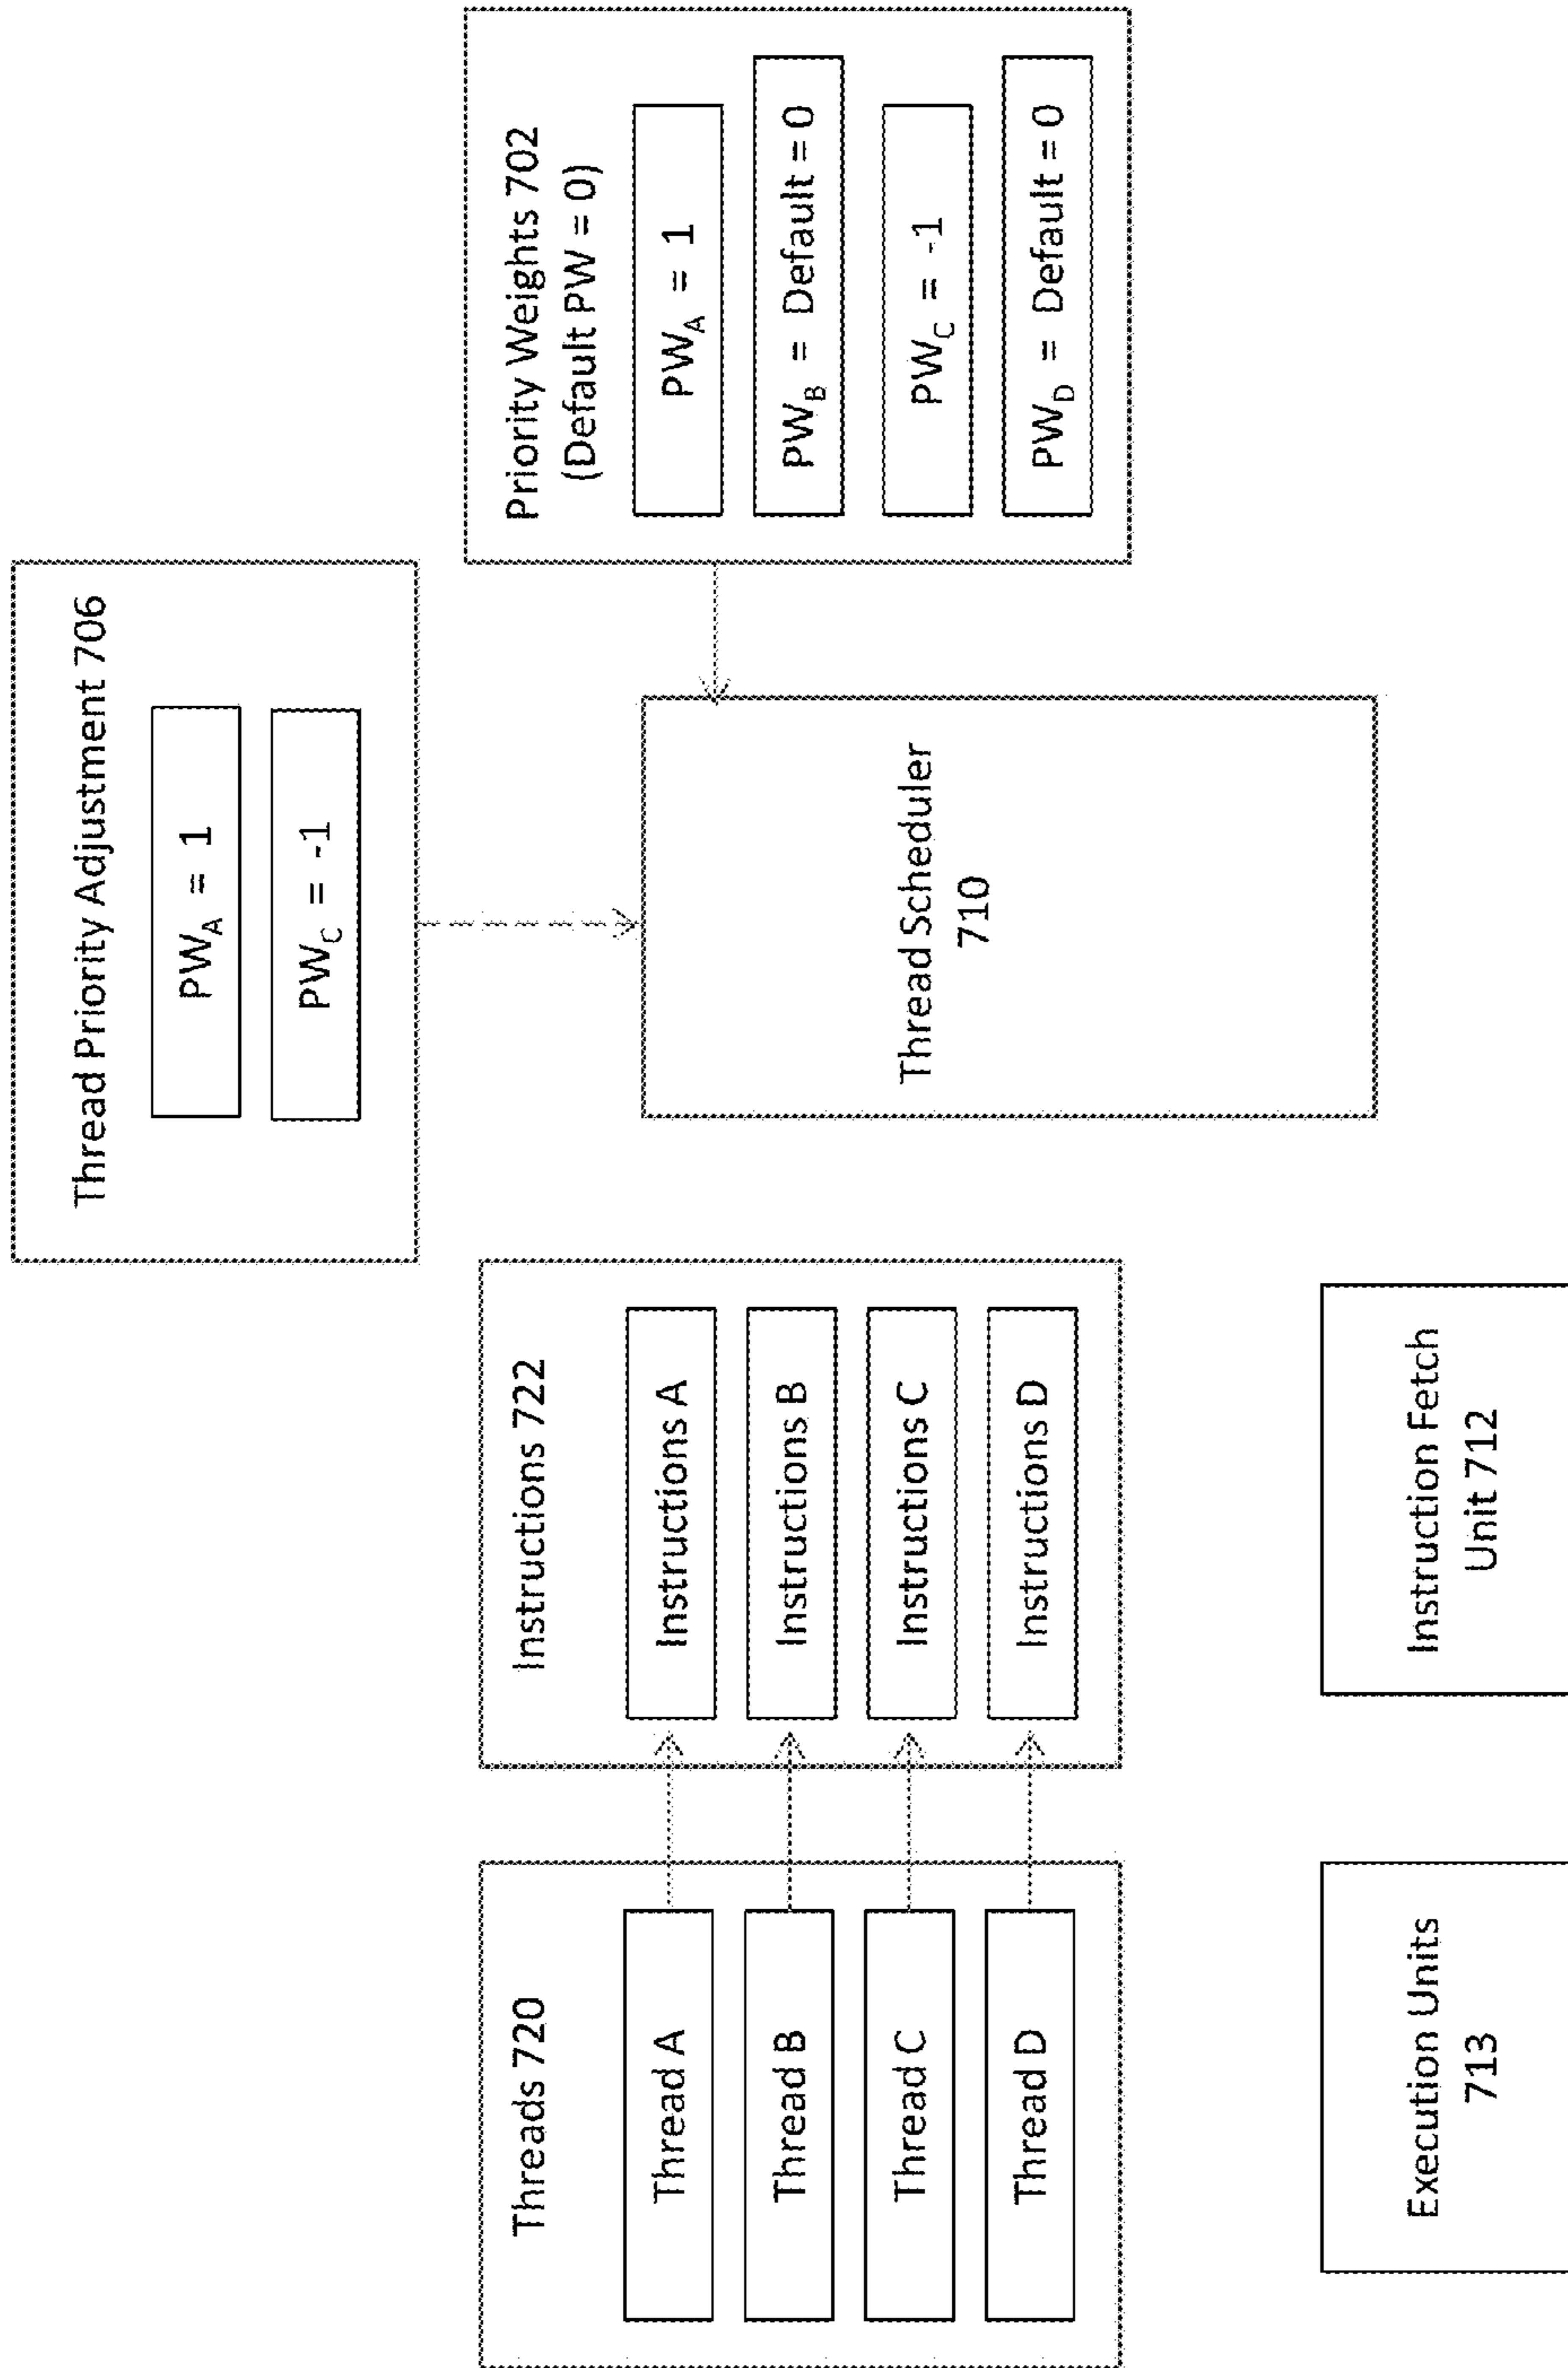 Thread Priority Adjustment 706
PW_A = 1
PW_C = -1
Threads 720
Thread A
Thread B
Thread C
Thread D
Instructions 722
Instructions A
Instructions B
Instructions C
Instructions D
Thread Scheduler
710
Priority Weights 702
(Default PW = 0)
PW_A = 1
PW_B = Default = 0
PW_C = -1
PW_D = Default = 0
Execution Units
713
Instruction Fetch
Unit 712